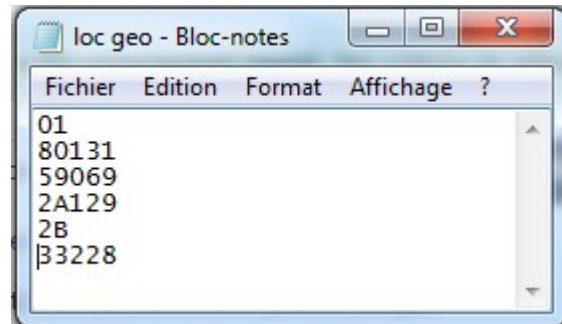 loc geo - Bloc-notes
Fichier Edition Format Affichage ?
01
80131
59069
2A129
2B
33228